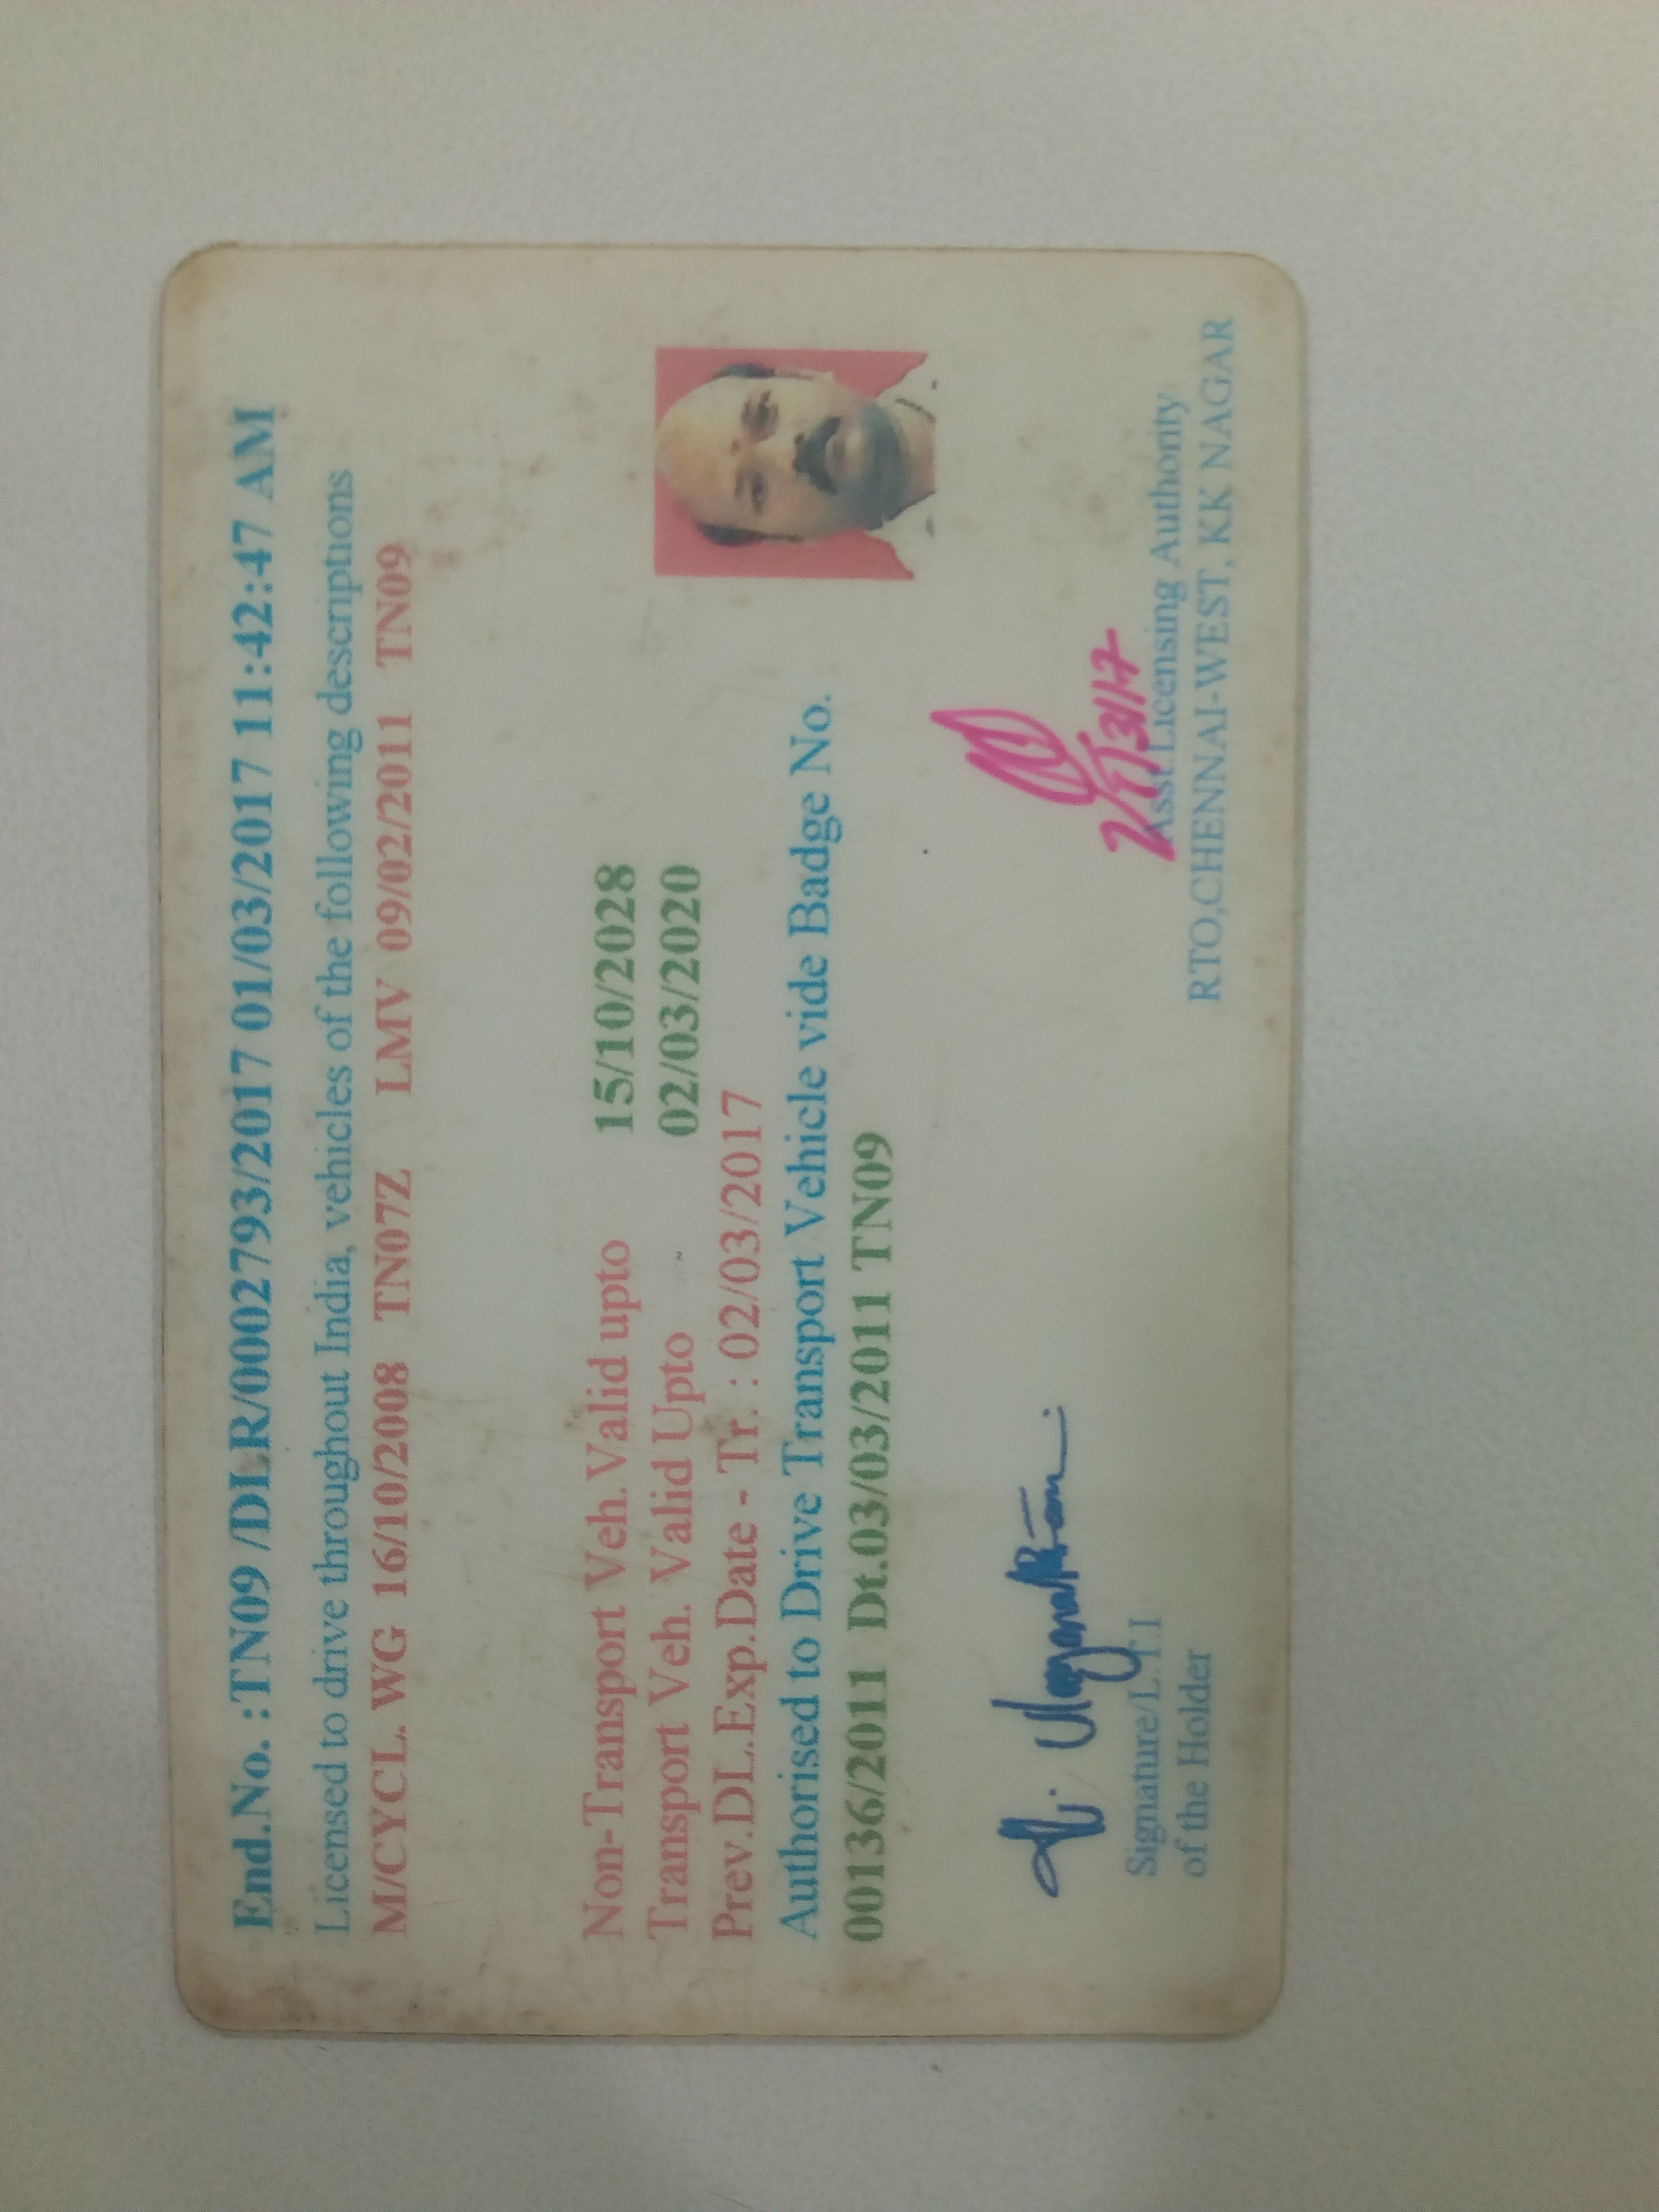 End.No. :TN09 /DLR/0002793/2017 01/03/2017 11:42:47 AM
Licensed to drive throughout India, vehicles of the following descriptions
M/CYCL. WG 16/10/2008 TN07Z LMV 09/02/2011 TN09
Non-Transport Veh.Valid upto 15/10/2028
Transport Veh. Valid Upto 02/03/2020
Prev.DL.Exp.Date - Tr. : 02/03/2017
Authorised to Drive Transport Vehicle vide Badge No.
00136/2011 Dt.03/03/2011 TN09
Signature/L.T.I
of the Holder
Asst.Licensing Authority
RTO,CHENNAI-WEST, KK NAGAR